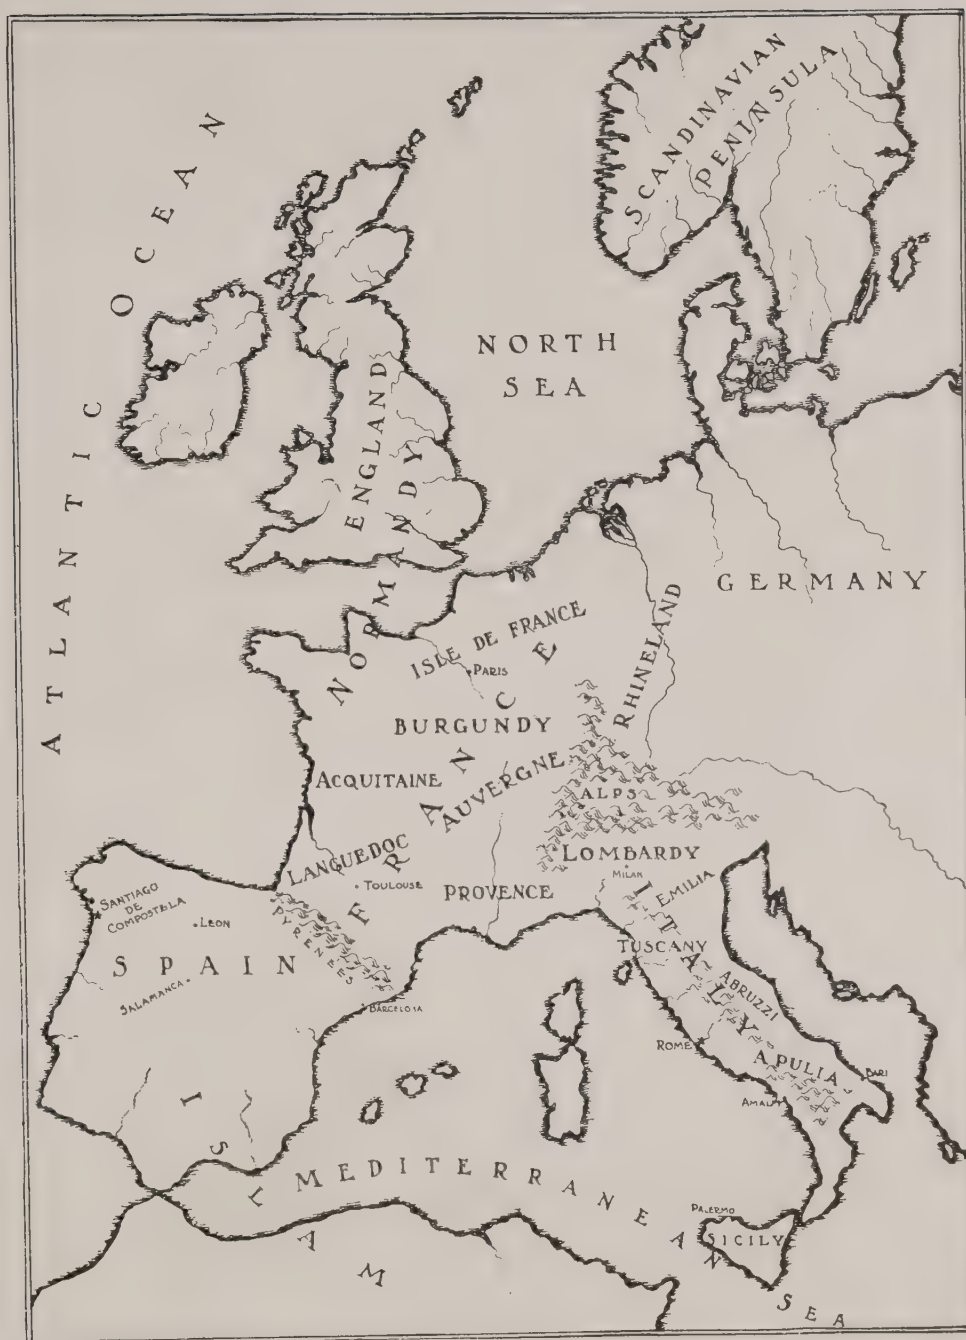 SCANDINAVIAN
PENINSULA
ATLANTIC OCEAN
NORTH
SEA
ENGLAND
NORMANDY
GERMANY
ISLE DE FRANCE
PARIS
RHINELAND
BURGUNDY
FRANCE
ACQUITAINE
AUVERGNE
ALPS
LANGUEDOC
TOULOUSE
PROVENCE
LOMBARDY
MILAN
EMILIA
ITALY
TUSCANY
ABRUZZI
ROME
APULIA
BARI
AMALFI
SANTIAGO
DE
COMPOSTELA
LEON
PYRENEES
SPAIN
SALAMANCA
BARCELONA
ISLAM
MEDITERRANEAN SEA
PALERMO
SICILY